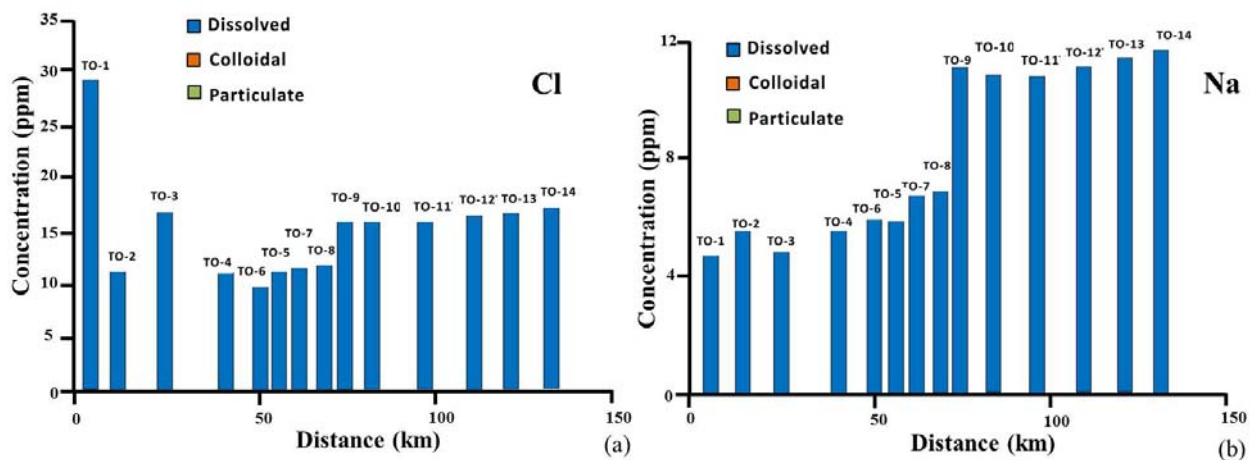 35
30
25
20
15
10
5
0
Concentration (ppm)
Dissolved
Colloidal
Particulate
Cl
TO-1
TO-2
TO-3
TO-4
TO-6
TO-5
TO-7
TO-8
TO-9
TO-10
TO-11'
TO-12'
TO-13
TO-14
0 50 100 150
Distance (km)
(a)
12
8
4
0
Concentration (ppm)
Dissolved
Colloidal
Particulate
Na
TO-1
TO-2
TO-3
TO-4
TO-6
TO-5
TO-7
TO-8
TO-9
TO-10
TO-11'
TO-12'
TO-13
TO-14
0 50 100 150
Distance (km)
(b)